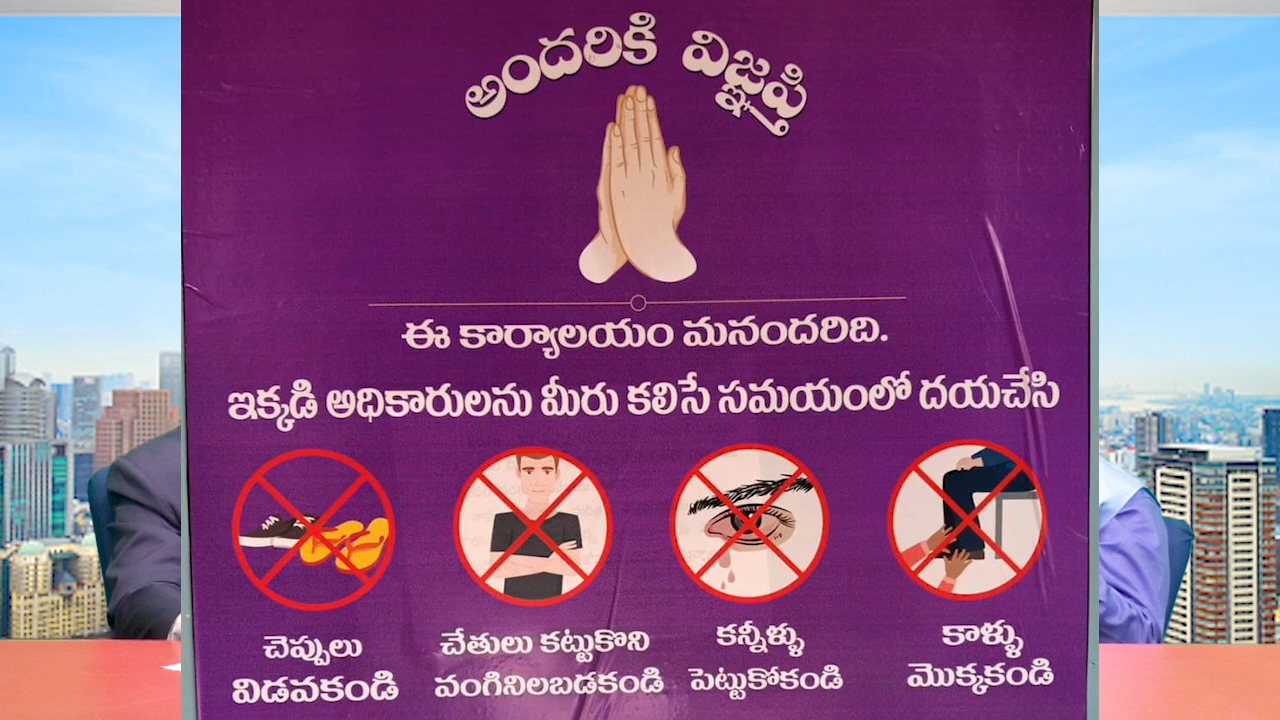 అందరికి విజ్ఞప్తి
ఈ కార్యాలయం మనందరిది.
ఇక్కడి అధికారులను మీరు కలిసే సమయంలో దయచేసి
చెప్పులు విడవకండి
చేతులు కట్టుకొని వంగినిలబడకండి
కన్నీళ్ళు పెట్టుకోకండి
కాళ్ళు మొక్కకండి